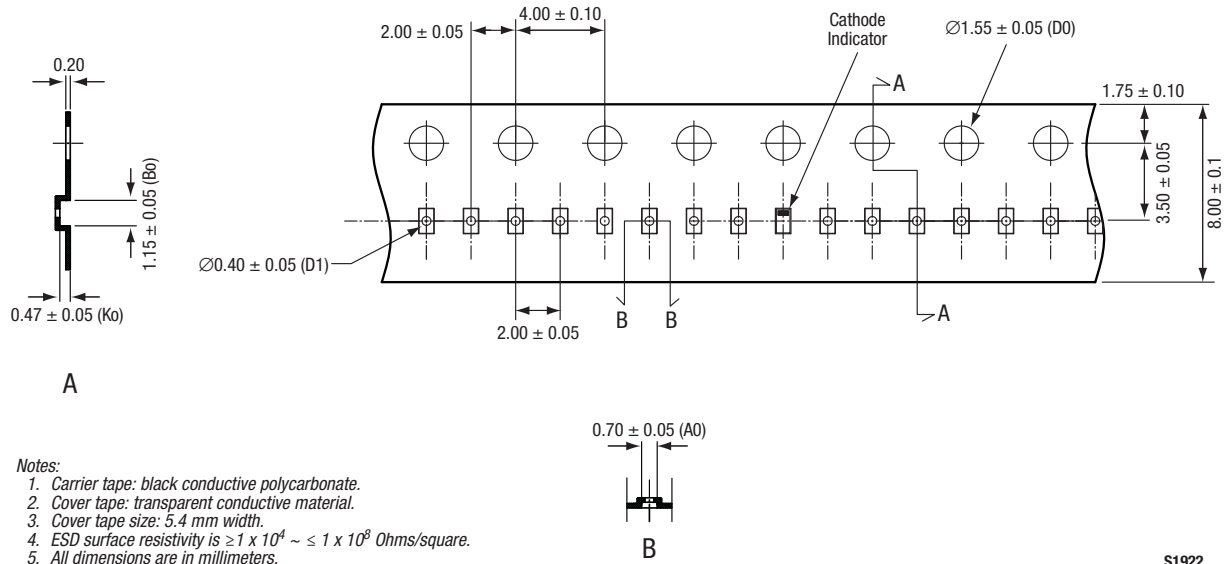 4.00 ± 0.10
2.00 ± 0.05
Cathode
Indicator
Ø1.55 ± 0.05 (D0)
0.20
A
1.75 ± 0.10
1.15 ± 0.05 (Bo)
3.50 ± 0.05
8.00 ± 0.1
Ø0.40 ± 0.05 (D1)
0.47 ± 0.05 (Ko)
B
B
A
2.00 ± 0.05
A
0.70 ± 0.05 (A0)
B
Notes:
1. Carrier tape: black conductive polycarbonate.
2. Cover tape: transparent conductive material.
3. Cover tape size: 5.4 mm width.
4. ESD surface resistivity is ≥1 x 10⁴ ~ ≤ 1 x 10⁸ Ohms/square.
5. All dimensions are in millimeters.
S1922